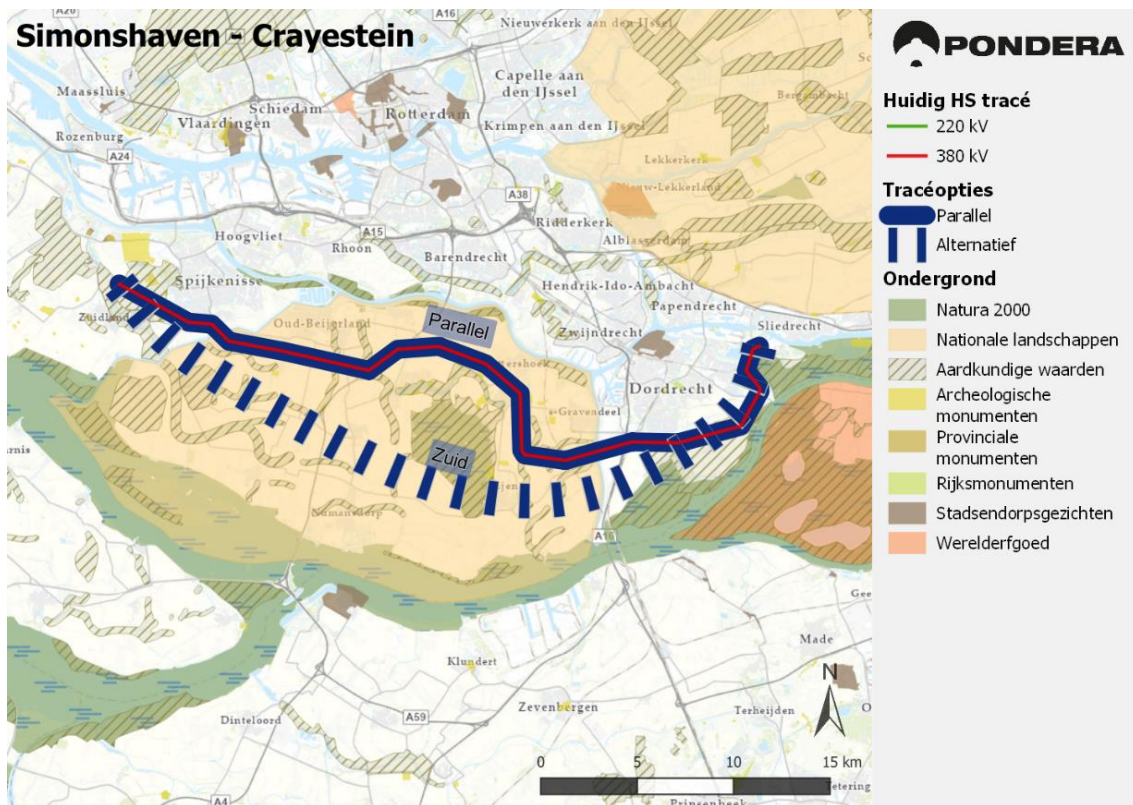 Simonshaven - Crayestein
A20
Nieuwerkerk aan den IJssel
Maassluis
Capelle aan
den IJssel
Schiedam
Vlaardingen
Rotterdam
Bergambacht
Rozenburg
Krimpen aan den IJssel
A24
Lekkerkerk
Nieuw-Lekkerland
A38
A15
Ridderkerk
Hoogvliet
Rhoon
Alblasserdam
Barendrecht
Spijkenisse
Hendrik-Ido-Ambacht
Papendrecht
Zuidland
Oud-Beijerland
Parallel
Zwijndrecht
Sliedrecht
Dordrecht
s-Gravendeel
Zuid
Numansdorp
A16
Made
Klundert
N
Dinteloord
A59
Zevenbergen
Terheijden
0
5
10
15 km
A4
Prinsenbeek
PONDERA
Huidig HS tracé
220 kV
380 kV
Tracéopties
Parallel
Alternatief
Ondergrond
Natura 2000
Nationale landschappen
Aardkundige waarden
Archeologische
monumenten
Provinciale
monumenten
Rijksmonumenten
Stadsendorpsgezichten
Werelderfgoed